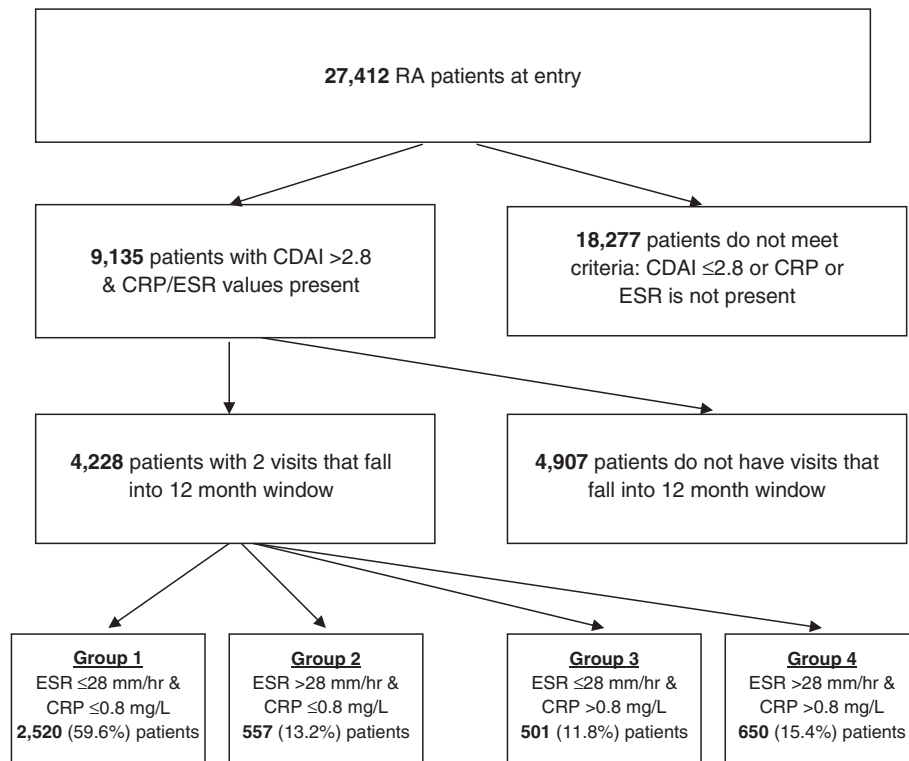 27,412 RA patients at entry
9,135 patients with CDAI >2.8
& CRP/ESR values present
18,277 patients do not meet
criteria: CDAI ≤2.8 or CRP or
ESR is not present
4,228 patients with 2 visits that fall
into 12 month window
4,907 patients do not have visits that
fall into 12 month window
Group 1
ESR ≤28 mm/hr &
CRP ≤0.8 mg/L
2,520 (59.6%) patients
Group 2
ESR >28 mm/hr &
CRP ≤0.8 mg/L
557 (13.2%) patients
Group 3
ESR ≤28 mm/hr &
CRP >0.8 mg/L
501 (11.8%) patients
Group 4
ESR >28 mm/hr &
CRP >0.8 mg/L
650 (15.4%) patients